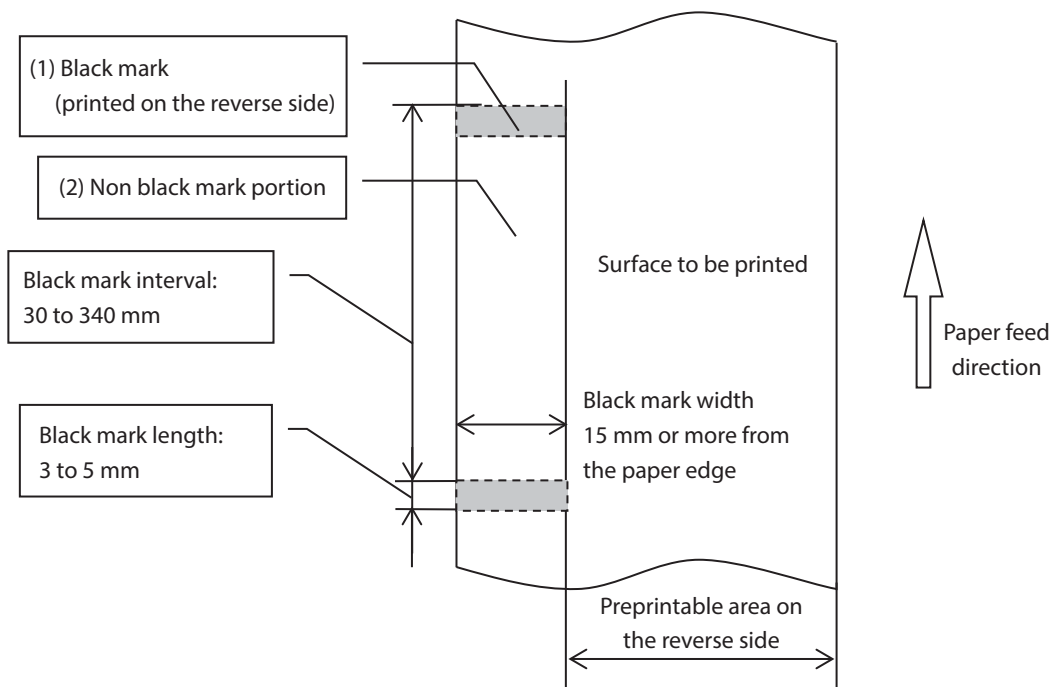 (1) Black mark
(printed on the reverse side)
(2) Non black mark portion
Black mark interval:
30 to 340 mm
Surface to be printed
Paper feed
direction
Black mark length:
3 to 5 mm
Black mark width
15 mm or more from
the paper edge
Preprintable area on
the reverse side